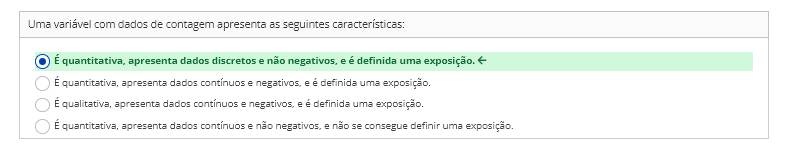 Uma variável com dados de contagem apresenta as seguintes características:
É quantitativa, apresenta dados discretos e não negativos, e é definida uma exposição. ←
É quantitativa, apresenta dados contínuos e negativos, e é definida uma exposição.
É qualitativa, apresenta dados contínuos e negativos, e é definida uma exposição.
É quantitativa, apresenta dados contínuos e não negativos, e não se consegue definir uma exposição.